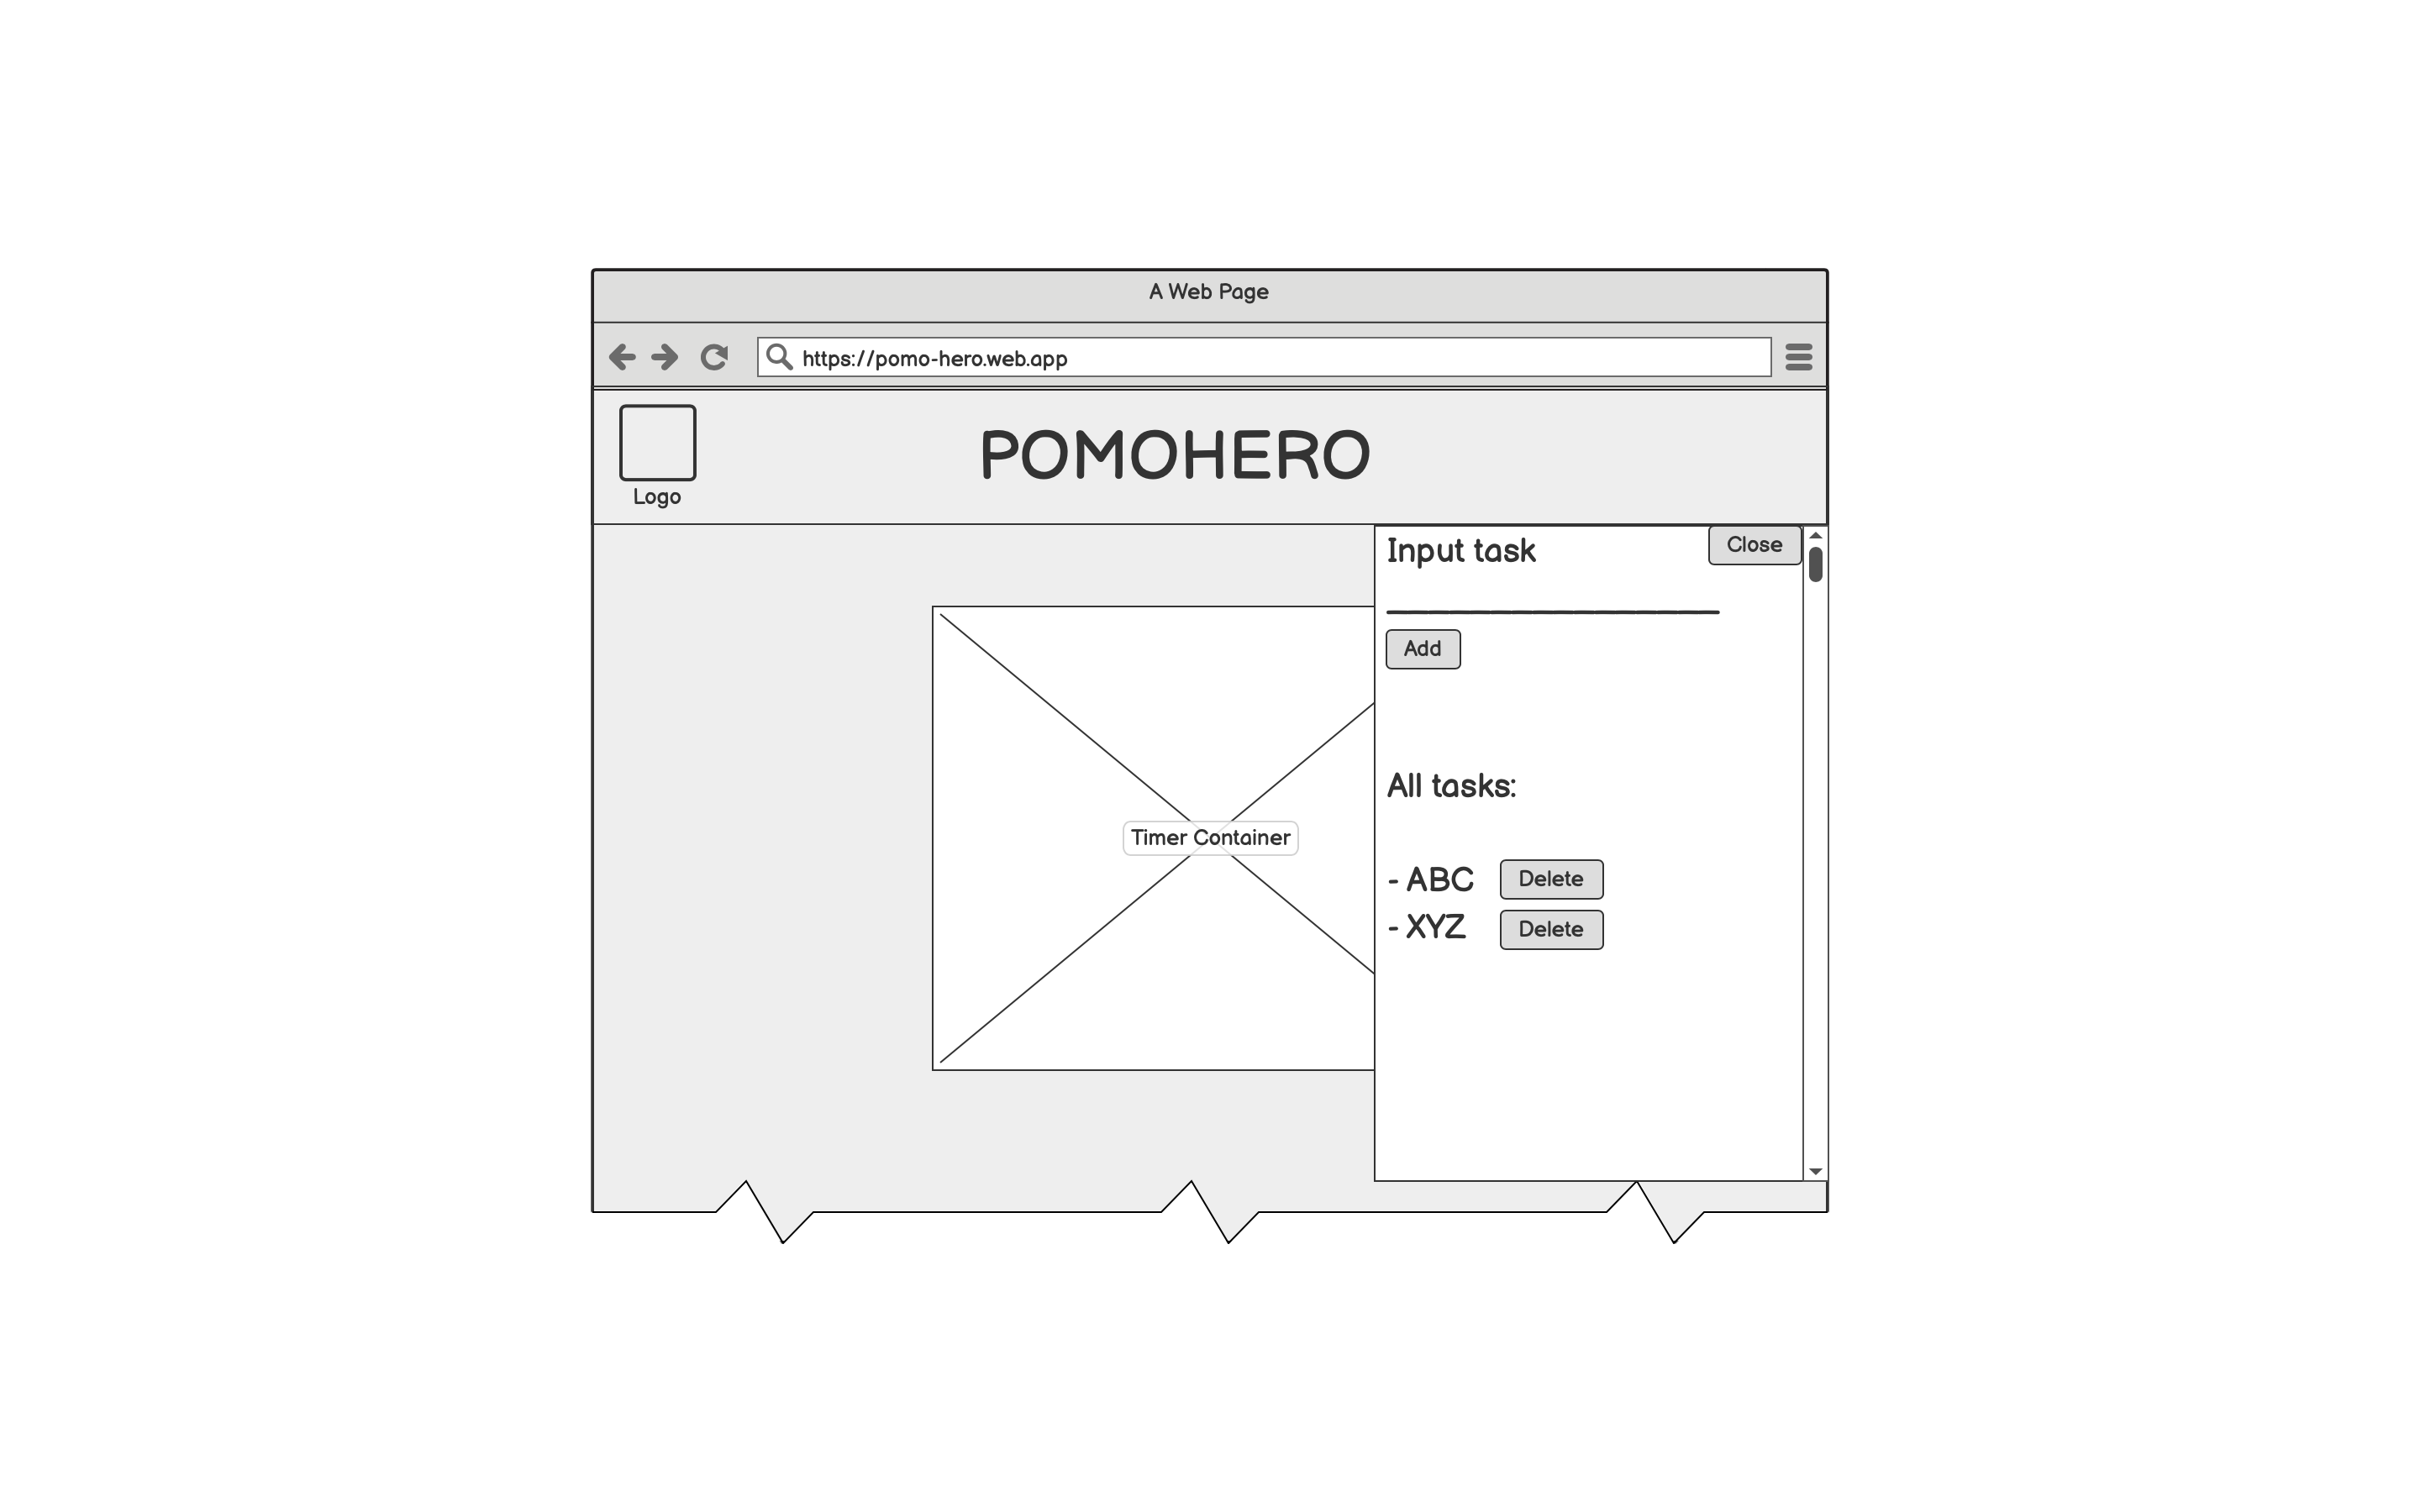 A Web Page
https://pomo-hero.web.app
POMOHERO
Logo
Input task
Close
Add
All tasks:
Timer Container
- ABC Delete
- XYZ Delete